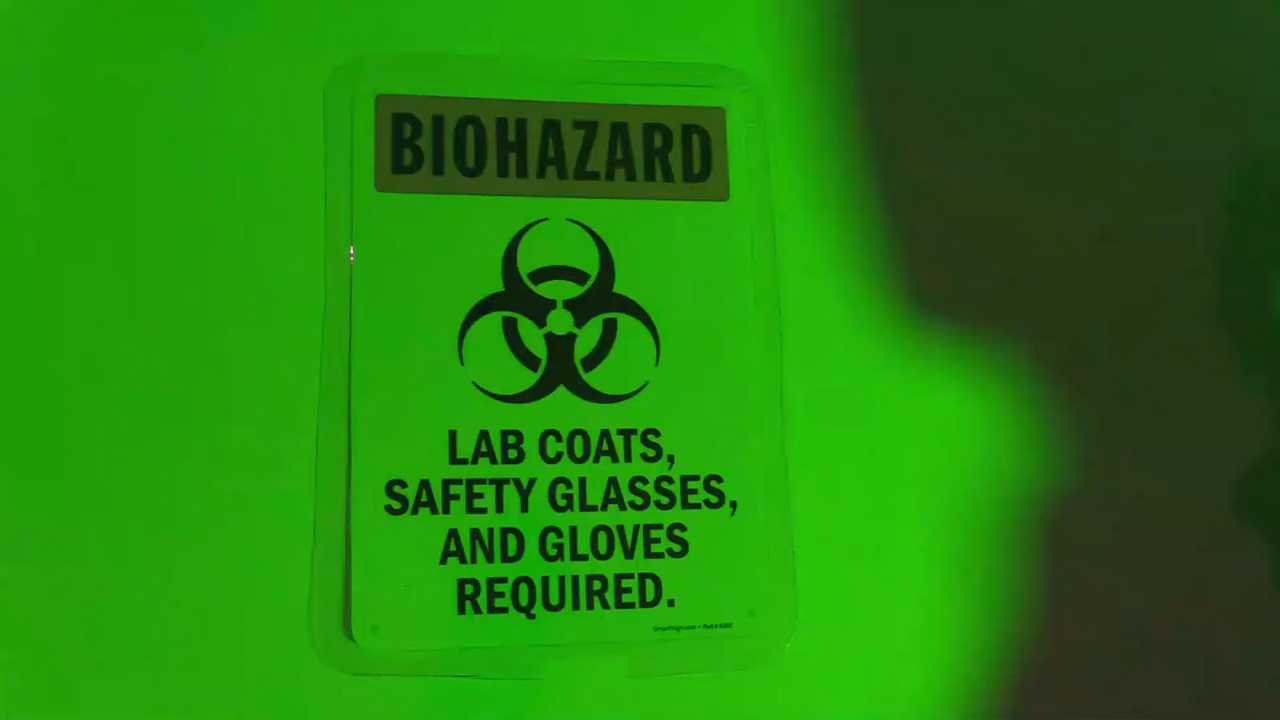 BIOHAZARD
LAB COATS,
SAFETY GLASSES,
AND GLOVES
REQUIRED.